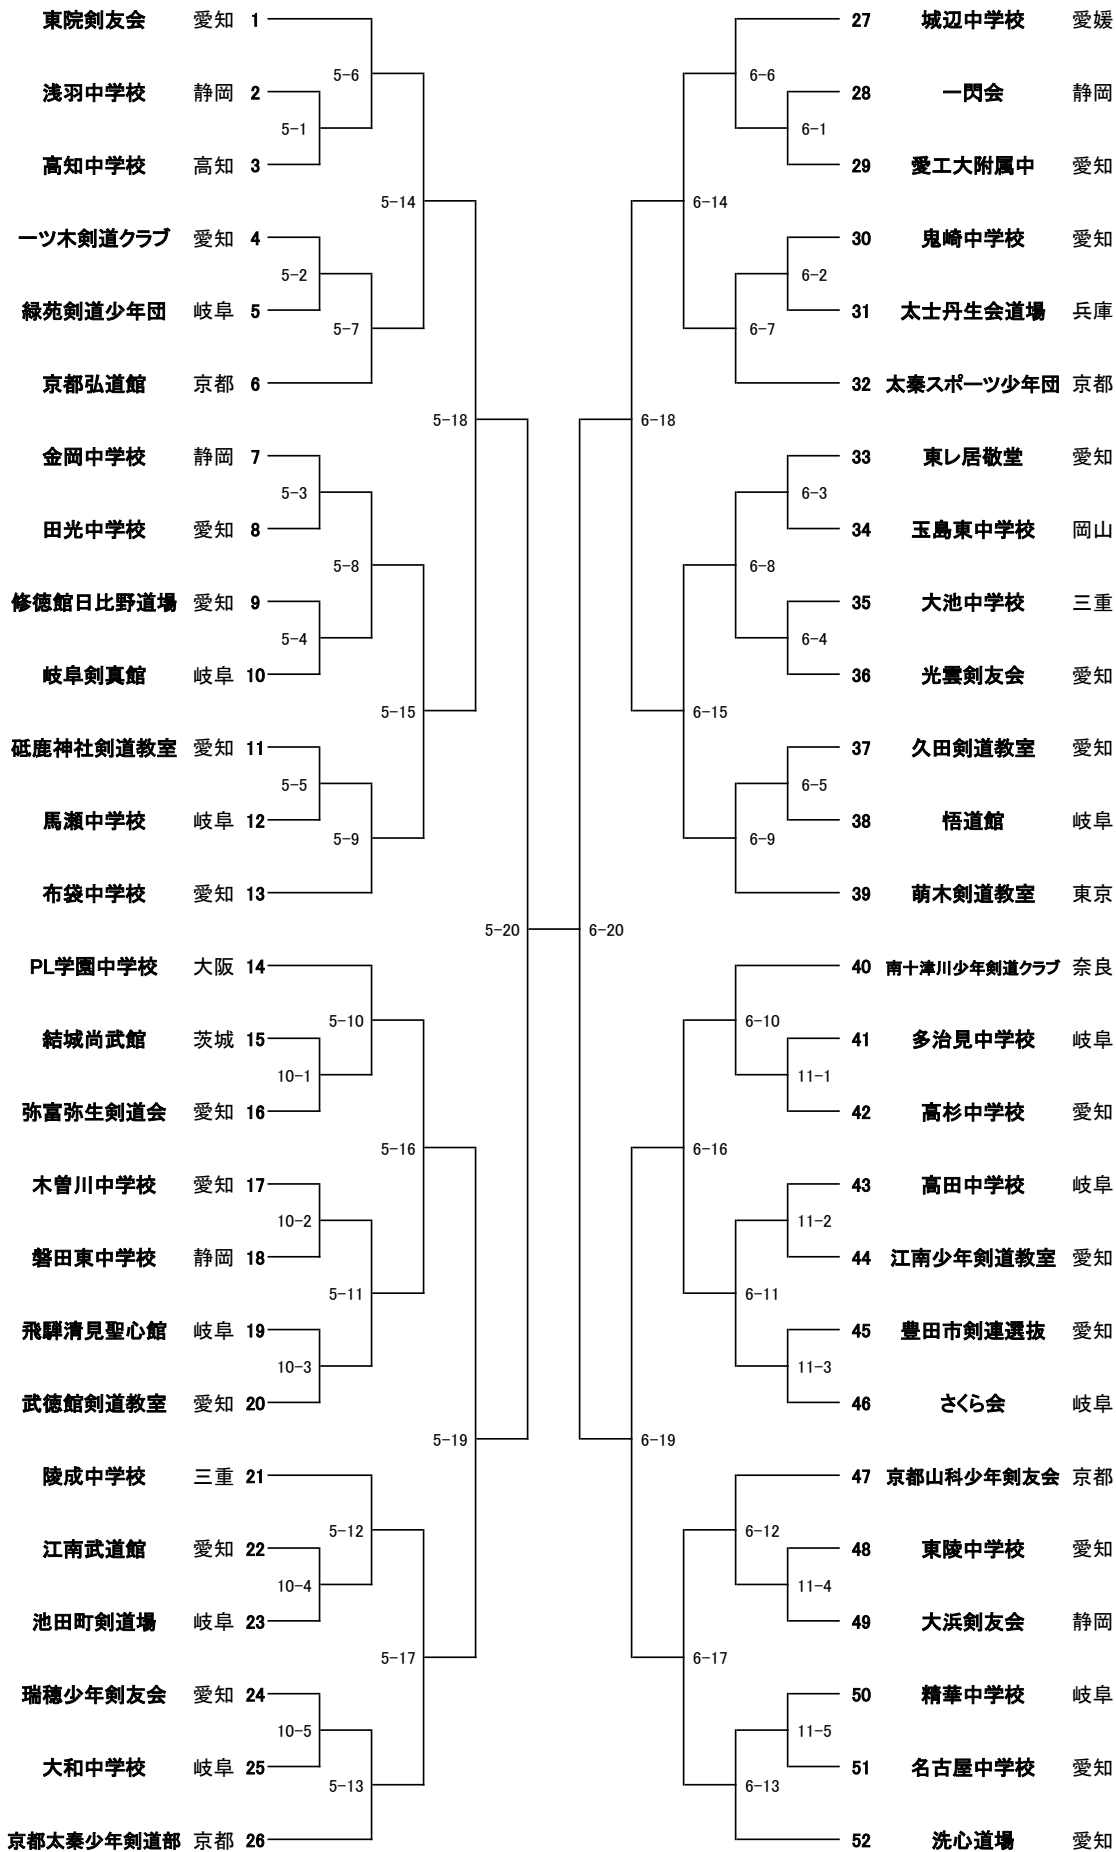 東院剣友会 愛知 1
浅羽中学校 静岡 2
高知中学校 高知 3
一ツ木剣道クラブ 愛知 4
緑苑剣道少年団 岐阜 5
京都弘道館 京都 6
金岡中学校 静岡 7
田光中学校 愛知 8
修徳館日比野道場 愛知 9
岐阜剣真館 岐阜 10
砥鹿神社剣道教室 愛知 11
馬瀬中学校 岐阜 12
布袋中学校 愛知 13
PL学園中学校 大阪 14
結城尚武館 茨城 15
弥富弥生剣道会 愛知 16
木曽川中学校 愛知 17
磐田東中学校 静岡 18
飛騨清見聖心館 岐阜 19
武徳館剣道教室 愛知 20
陵成中学校 三重 21
江南武道館 愛知 22
池田町剣道場 岐阜 23
瑞穂少年剣友会 愛知 24
大和中学校 岐阜 25
京都太秦少年剣道部 京都 26
5-1
5-2
5-3
5-4
5-5
10-1
10-2
10-3
10-4
10-5
5-6
5-7
5-8
5-9
5-10
5-11
5-12
5-13
5-14
5-15
5-16
5-17
5-18
5-19
5-20
6-20
6-18
6-19
6-14
6-15
6-16
6-17
6-6
6-7
6-8
6-9
6-10
6-11
6-12
6-13
6-1
6-2
6-3
6-4
6-5
11-1
11-2
11-3
11-4
11-5
27 城辺中学校 愛媛
28 一閃会 静岡
29 愛工大附属中 愛知
30 鬼崎中学校 愛知
31 太士丹生会道場 兵庫
32 太秦スポーツ少年団 京都
33 東レ居敬堂 愛知
34 玉島東中学校 岡山
35 大池中学校 三重
36 光雲剣友会 愛知
37 久田剣道教室 愛知
38 悟道館 岐阜
39 萌木剣道教室 東京
40 南十津川少年剣道クラブ 奈良
41 多治見中学校 岐阜
42 高杉中学校 愛知
43 高田中学校 岐阜
44 江南少年剣道教室 愛知
45 豊田市剣連選抜 愛知
46 さくら会 岐阜
47 京都山科少年剣友会 京都
48 東陵中学校 愛知
49 大浜剣友会 静岡
50 精華中学校 岐阜
51 名古屋中学校 愛知
52 洗心道場 愛知